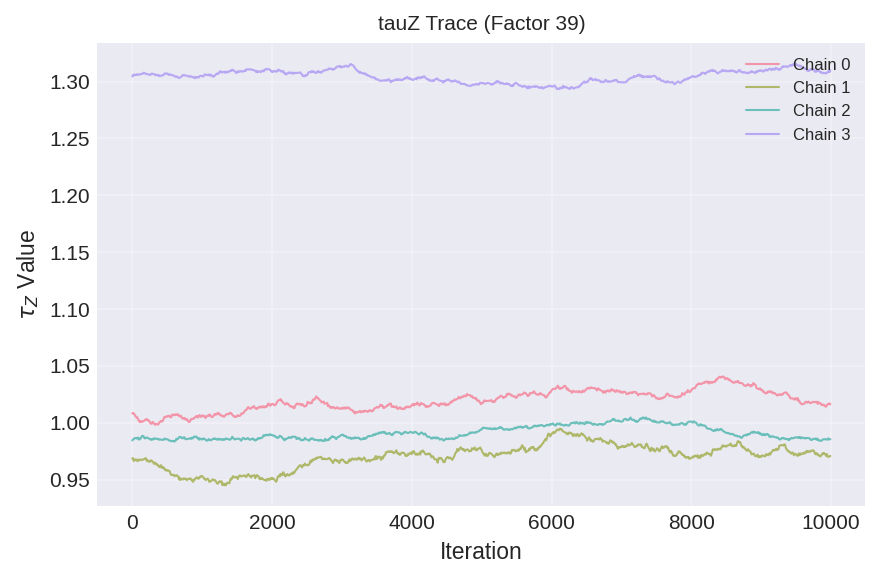 tauZ Trace (Factor 39)
1.30
1.25
1.20
1.15
1.10
1.05
1.00
0.95
τZ Value
Chain 0
Chain 1
Chain 2
Chain 3
0 2000 4000 6000 8000 10000
Iteration